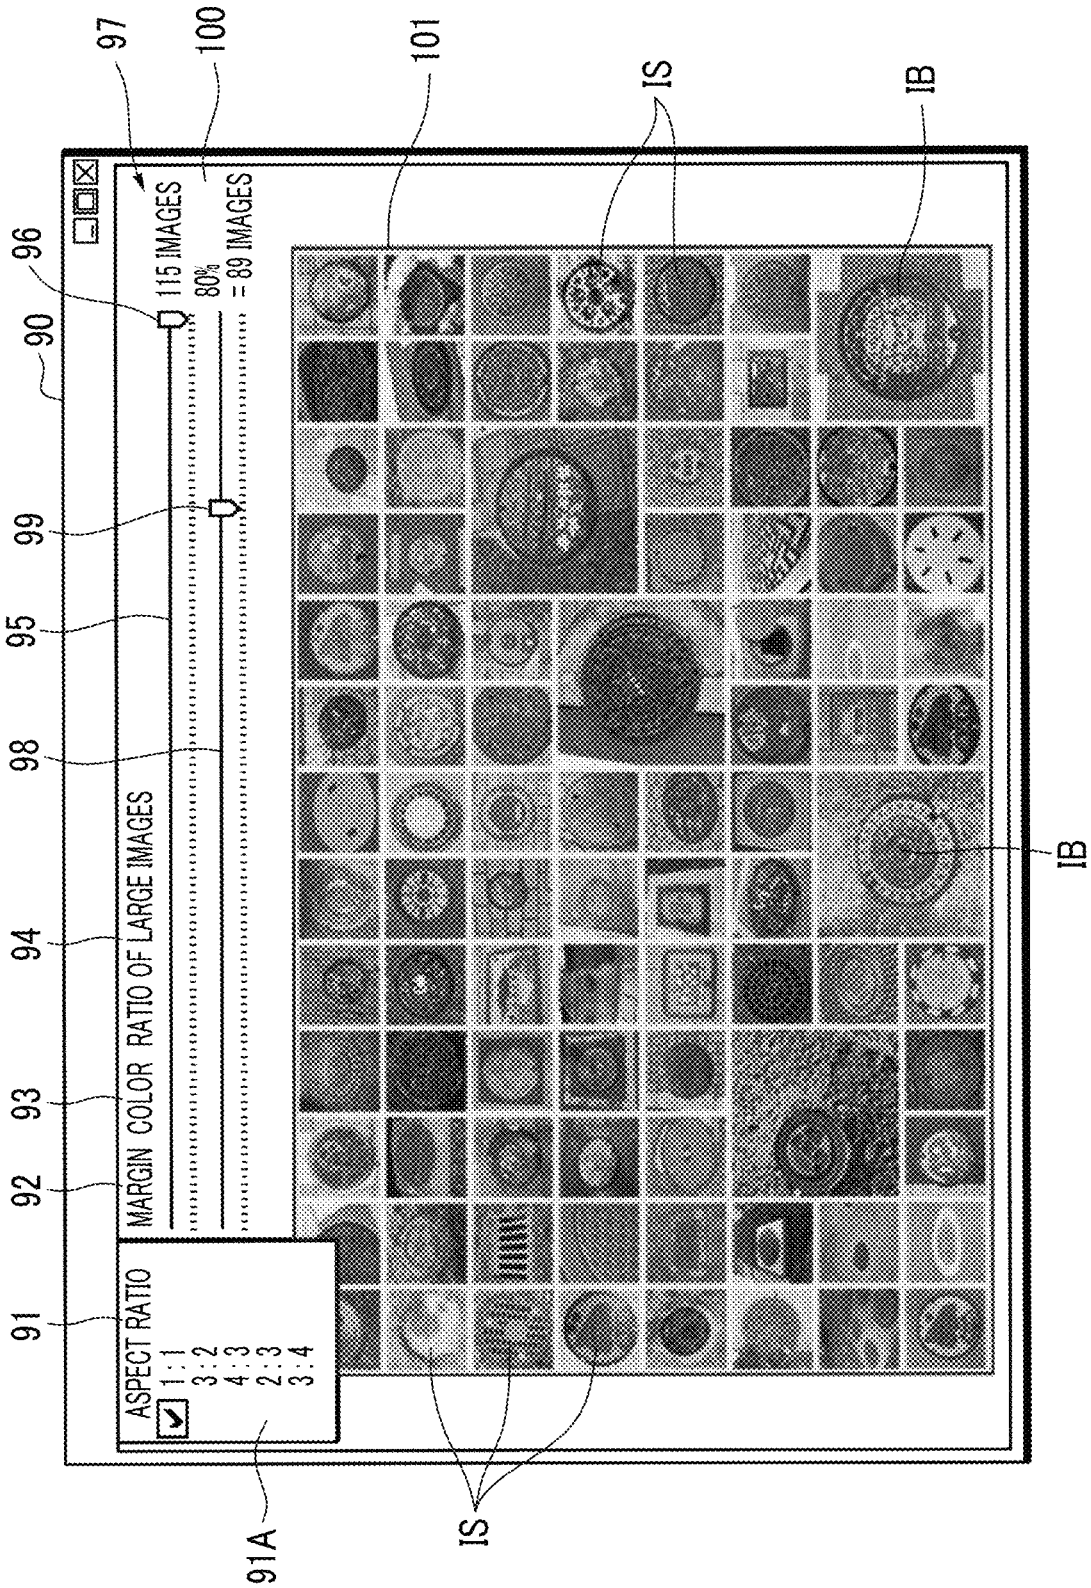 90
91
92
93
94
95
96
97
98
99
100
101
ASPECT RATIO
MARGIN COLOR
RATIO OF LARGE IMAGES
1 : 1
3 : 2
4 : 3
2 : 3
3 : 4
115 IMAGES
80%
= 89 IMAGES
91A
IS
IS
IB
IB